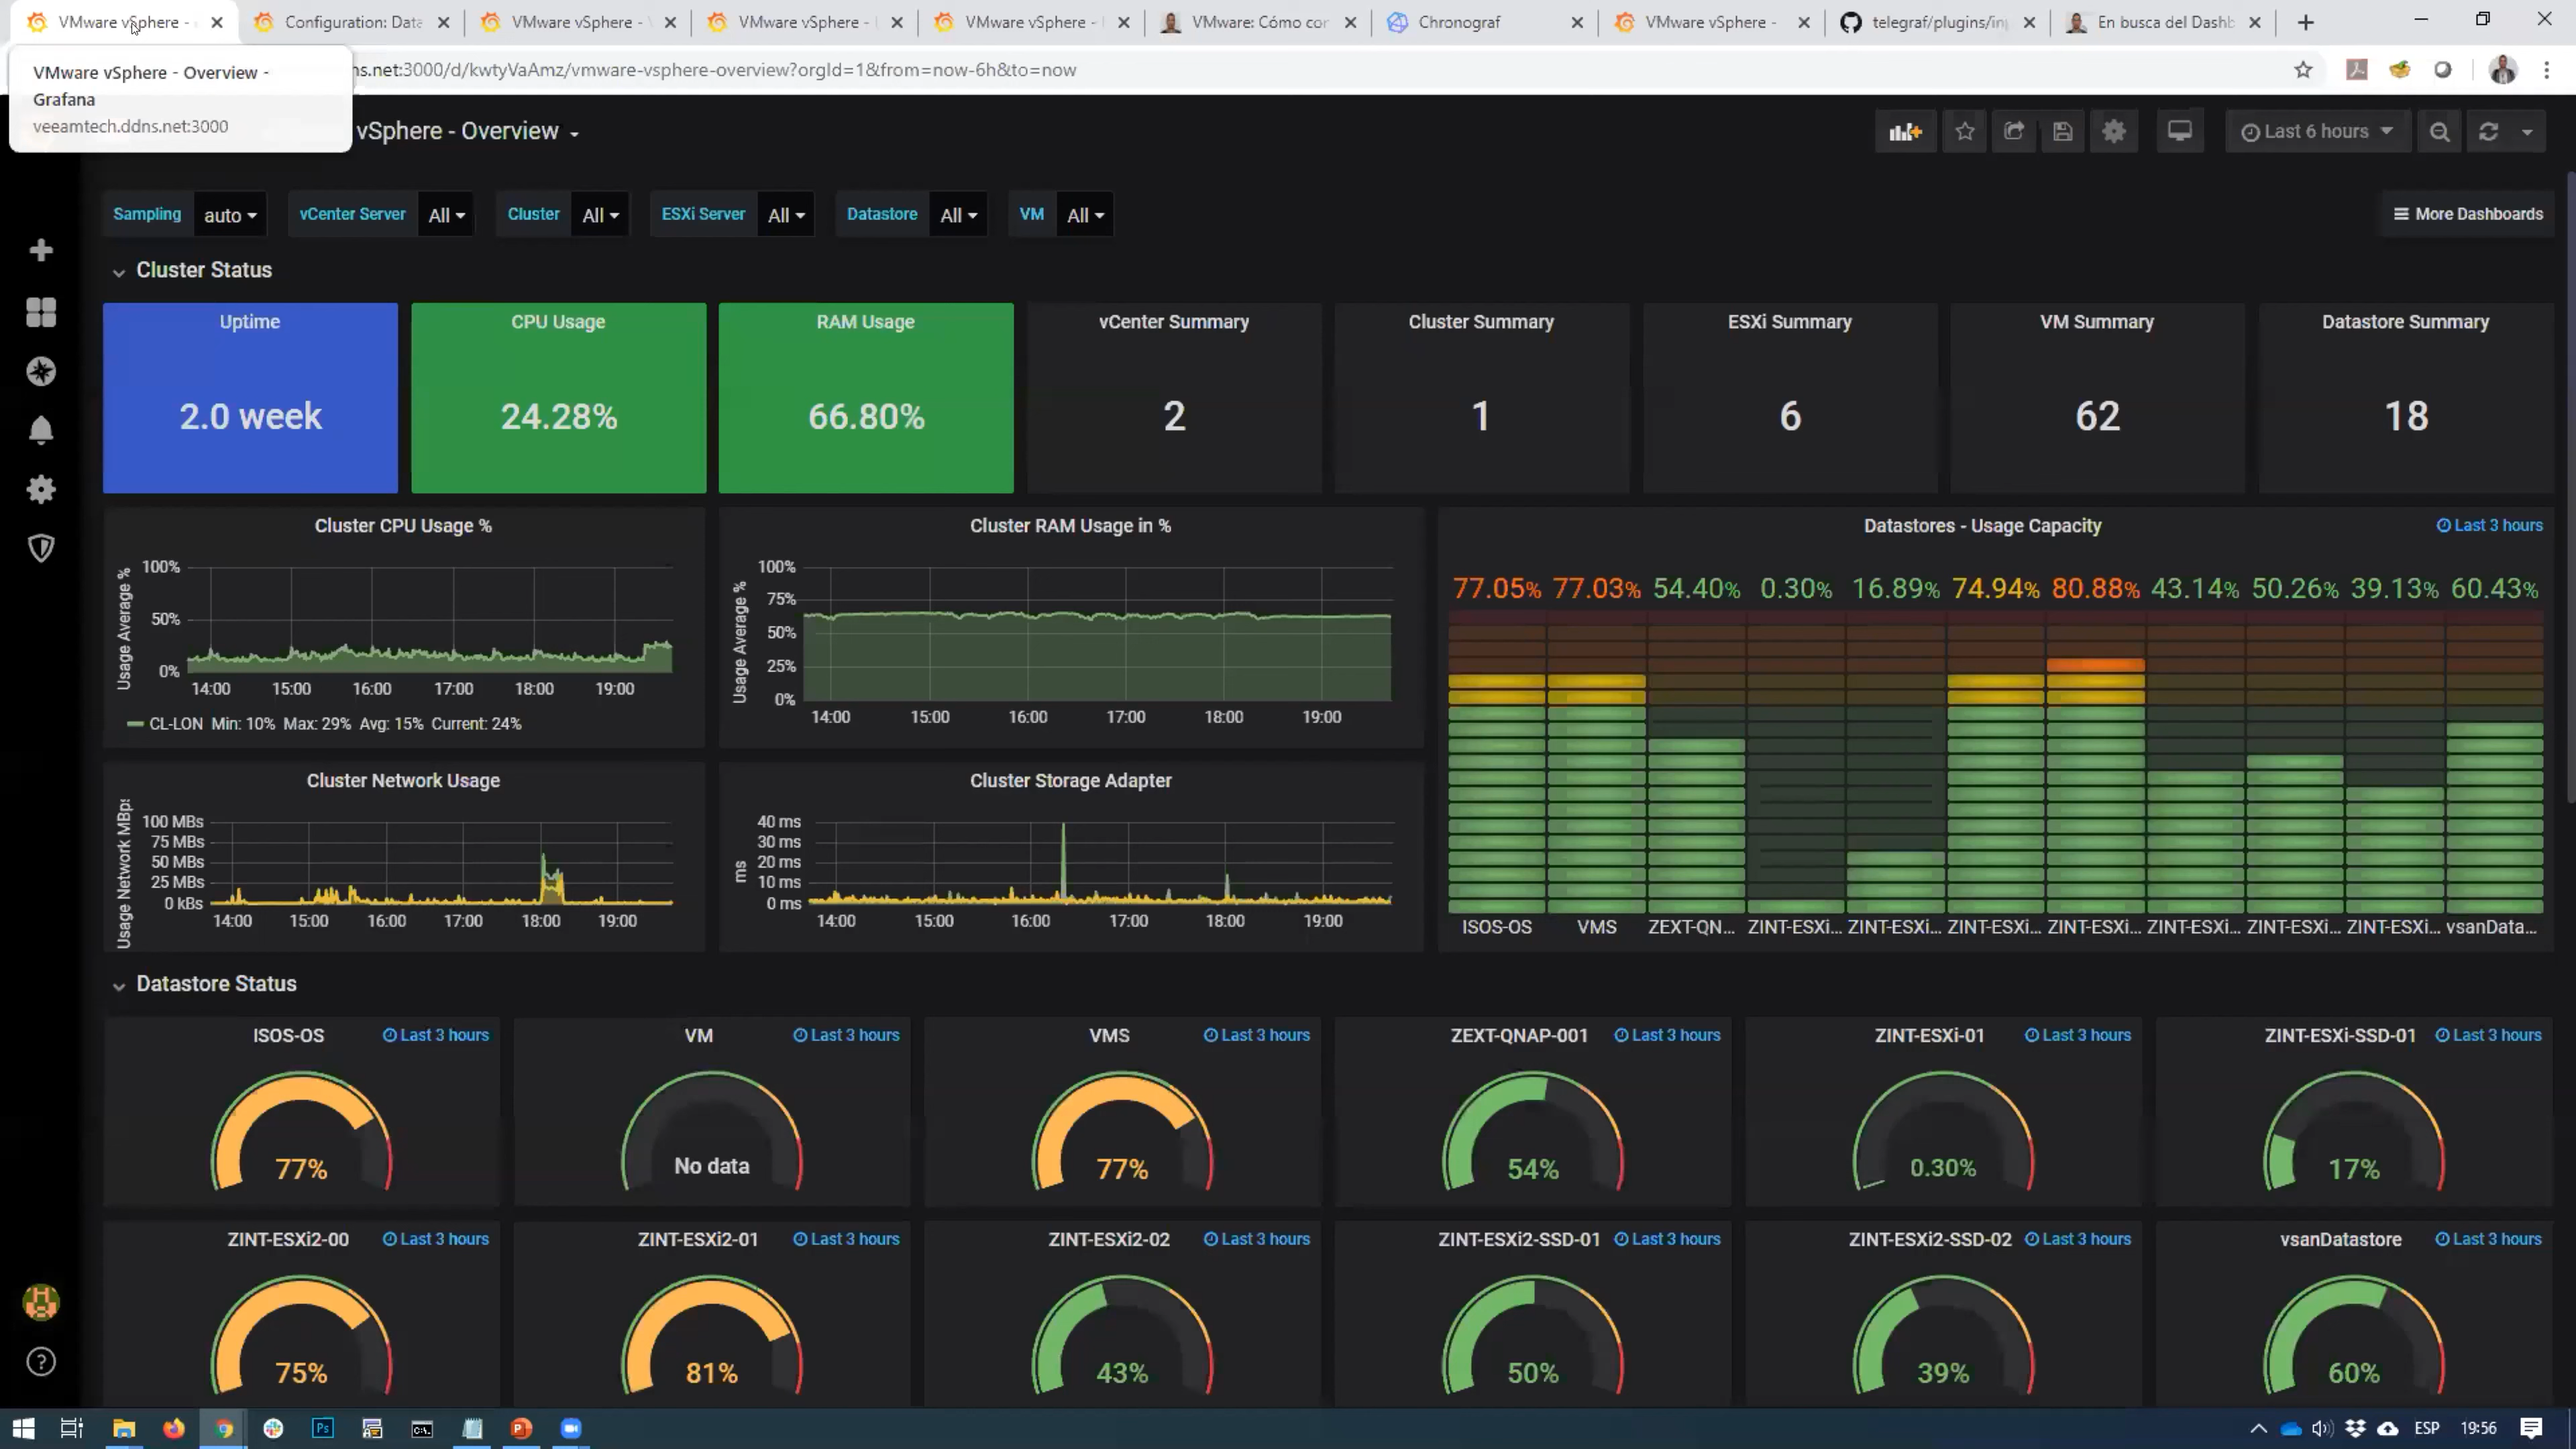 VMware vSphere -
Configuration: Data
VMware vSphere -
VMware vSphere -
VMware vSphere -
VMware: Cómo con
Chronograf
VMware vSphere -
telegraf/plugins/inp
En busca del Dashb
VMware vSphere - Overview -
Grafana
veeamtech.ddns.net:3000
ns.net:3000/d/kwtyVaAmz/vmware-vsphere-overview?orgId=1&from=now-6h&to=now
vSphere - Overview
Last 6 hours
Sampling auto
vCenter Server All
Cluster All
ESXi Server All
Datastore All
VM All
More Dashboards
Cluster Status
Uptime
2.0 week
CPU Usage
24.28%
RAM Usage
66.80%
vCenter Summary
2
Cluster Summary
1
ESXi Summary
6
VM Summary
62
Datastore Summary
18
Cluster CPU Usage %
Usage Average %
100%
50%
0%
14:00 15:00 16:00 17:00 18:00 19:00
CL-LON Min: 10% Max: 29% Avg: 15% Current: 24%
Cluster RAM Usage in %
Usage Average %
100%
75%
50%
25%
0%
14:00 15:00 16:00 17:00 18:00 19:00
Datastores - Usage Capacity
Last 3 hours
77.05% 77.03% 54.40% 0.30% 16.89% 74.94% 80.88% 43.14% 50.26% 39.13% 60.43%
ISOS-OS VMS ZEXT-QN... ZINT-ESXi... ZINT-ESXi... ZINT-ESXi... ZINT-ESXi... ZINT-ESXi... ZINT-ESXi... ZINT-ESXi... vsanData...
Cluster Network Usage
Usage Network MBps
100 MBs
75 MBs
50 MBs
25 MBs
0 kBs
14:00 15:00 16:00 17:00 18:00 19:00
Cluster Storage Adapter
ms
40 ms
30 ms
20 ms
10 ms
0 ms
14:00 15:00 16:00 17:00 18:00 19:00
Datastore Status
ISOS-OS Last 3 hours
77%
VM Last 3 hours
No data
VMS Last 3 hours
77%
ZEXT-QNAP-001 Last 3 hours
54%
ZINT-ESXi-01 Last 3 hours
0.30%
ZINT-ESXi-SSD-01 Last 3 hours
17%
ZINT-ESXi2-00 Last 3 hours
75%
ZINT-ESXi2-01 Last 3 hours
81%
ZINT-ESXi2-02 Last 3 hours
43%
ZINT-ESXi2-SSD-01 Last 3 hours
50%
ZINT-ESXi2-SSD-02 Last 3 hours
39%
vsanDatastore Last 3 hours
60%
Ps
C:\.
P
ESP
19:56